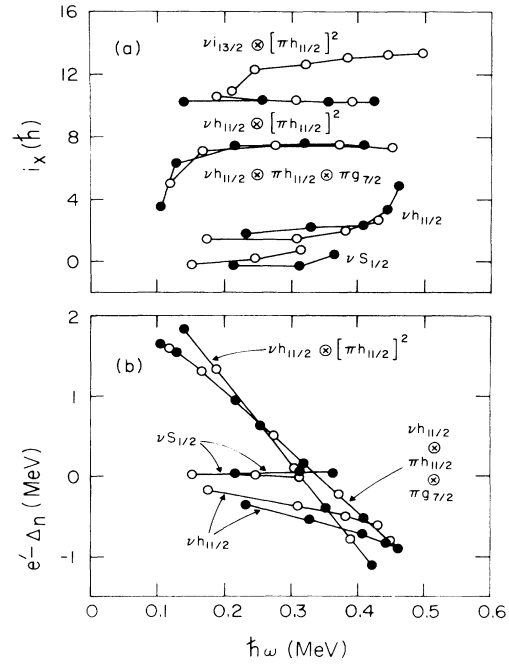 (a)
νi₁₃/₂ ⊗ [πh₁₁/₂]²
νh₁₁/₂ ⊗ [πh₁₁/₂]²
νh₁₁/₂ ⊗ πh₁₁/₂ ⊗ πg₇/₂
νh₁₁/₂
νS₁/₂
16
12
8
4
0
iₓ(ħ)
(b)
νh₁₁/₂ ⊗ [πh₁₁/₂]²
νS₁/₂
νh₁₁/₂
⊗
πh₁₁/₂
⊗
πg₇/₂
νh₁₁/₂
2
1
0
-1
e′-Δn (MeV)
0 0.1 0.2 0.3 0.4 0.5 0.6
ħω (MeV)